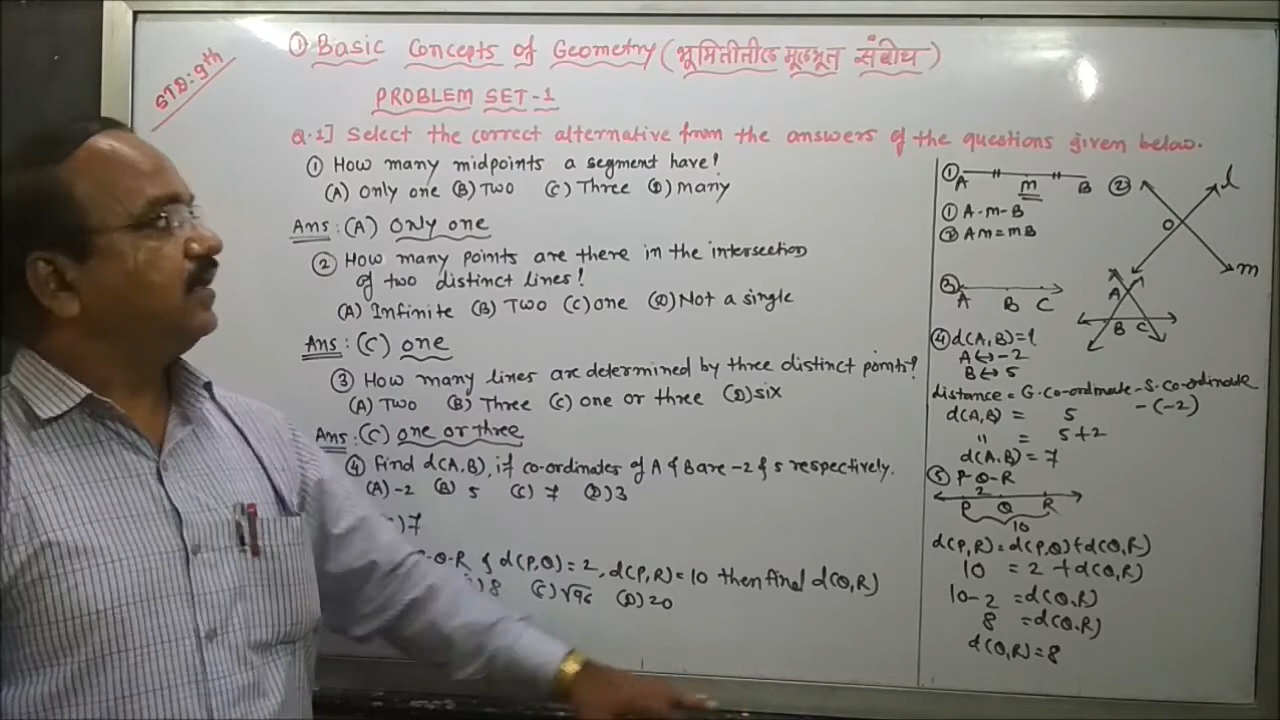 STD: 9th
① Basic Concepts of Geometry (भूमितीतील मूलभूत संबोध)
PROBLEM SET-1
Q.1] Select the correct alternative from the answers of the questions given below.
① How many midpoints a segment have?
(A) only one (B) Two (C) Three (D) many
Ans: (A) Only one
② How many points are there in the intersection
of two distinct lines?
(A) Infinite (B) Two (C) one (D) Not a single
Ans: (C) one
③ How many lines are determined by three distinct points?
(A) Two (B) Three (C) one or three (D) six
Ans: (C) one or three
④ Find d(A,B), if co-ordinates of A & B are -2 & 5 respectively.
(A) -2 (B) 5 (C) 7 (D) 3
) 7
P-Q-R & d(P,Q) = 2, d(P,R) = 10 then find d(Q,R)
) 8 (C) √96 (D) 20
① A M B
① A-M-B
② AM = MB
② l
O
m
③ A B C
A
B C
④ d(A,B) = ?
A ↔ -2
B ↔ 5
distance = G. Co-ordinate - S. Co-ordinate
d(A,B) = 5 - (-2)
" = 5+2
d(A,B) = 7
⑤ P-Q-R
2
P Q R
10
d(P,R) = d(P,Q) + d(Q,R)
10 = 2 + d(Q,R)
10-2 = d(Q,R)
8 = d(Q,R)
d(Q,R) = 8